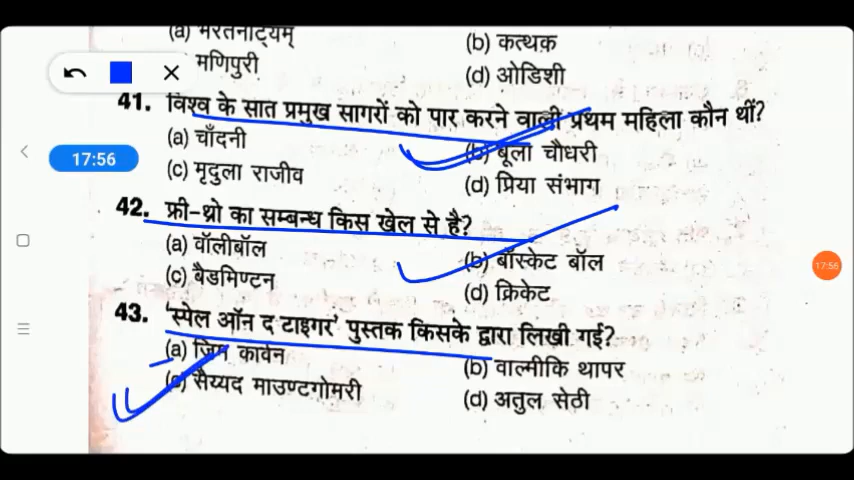 (a) भरतनाट्यम्
(b) कत्थक़
मणिपुरी
(d) ओडिशी
41. विश्व के सात प्रमुख सागरों को पार करने वाली प्रथम महिला कौन थीं?
(a) चाँदनी
(b) बूला चौधरी
(c) मृदुला राजीव
(d) प्रिया संभाग
17:56
42. फ्री-थ्रो का सम्बन्ध किस खेल से है?
(a) वॉलीबॉल
(b) बॉस्केट बॉल
(c) बैडमिण्टन
(d) क्रिकेट
17:56
43. 'स्पेल ऑन द टाइगर' पुस्तक किसके द्वारा लिखी गई?
(a) जिम कार्वन
(b) वाल्मीकि थापर
(c) सैय्यद माउण्टगोमरी
(d) अतुल सेठी